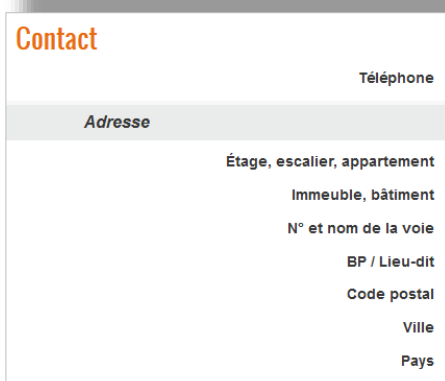 Contact
Téléphone
Adresse
Étage, escalier, appartement
Immeuble, bâtiment
N° et nom de la voie
BP / Lieu-dit
Code postal
Ville
Pays